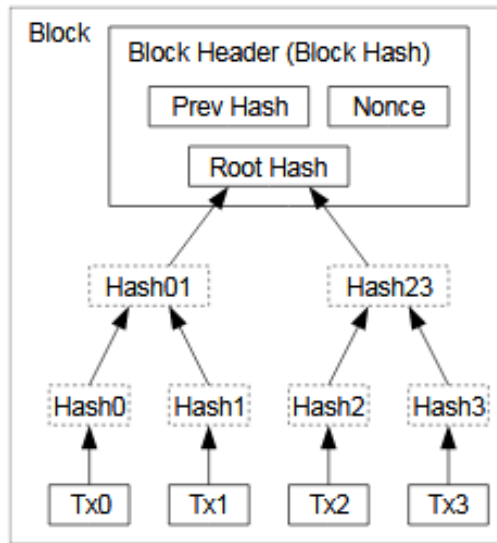 Block
Block Header (Block Hash)
Prev Hash
Nonce
Root Hash
Hash01
Hash23
Hash0
Hash1
Hash2
Hash3
Tx0
Tx1
Tx2
Tx3